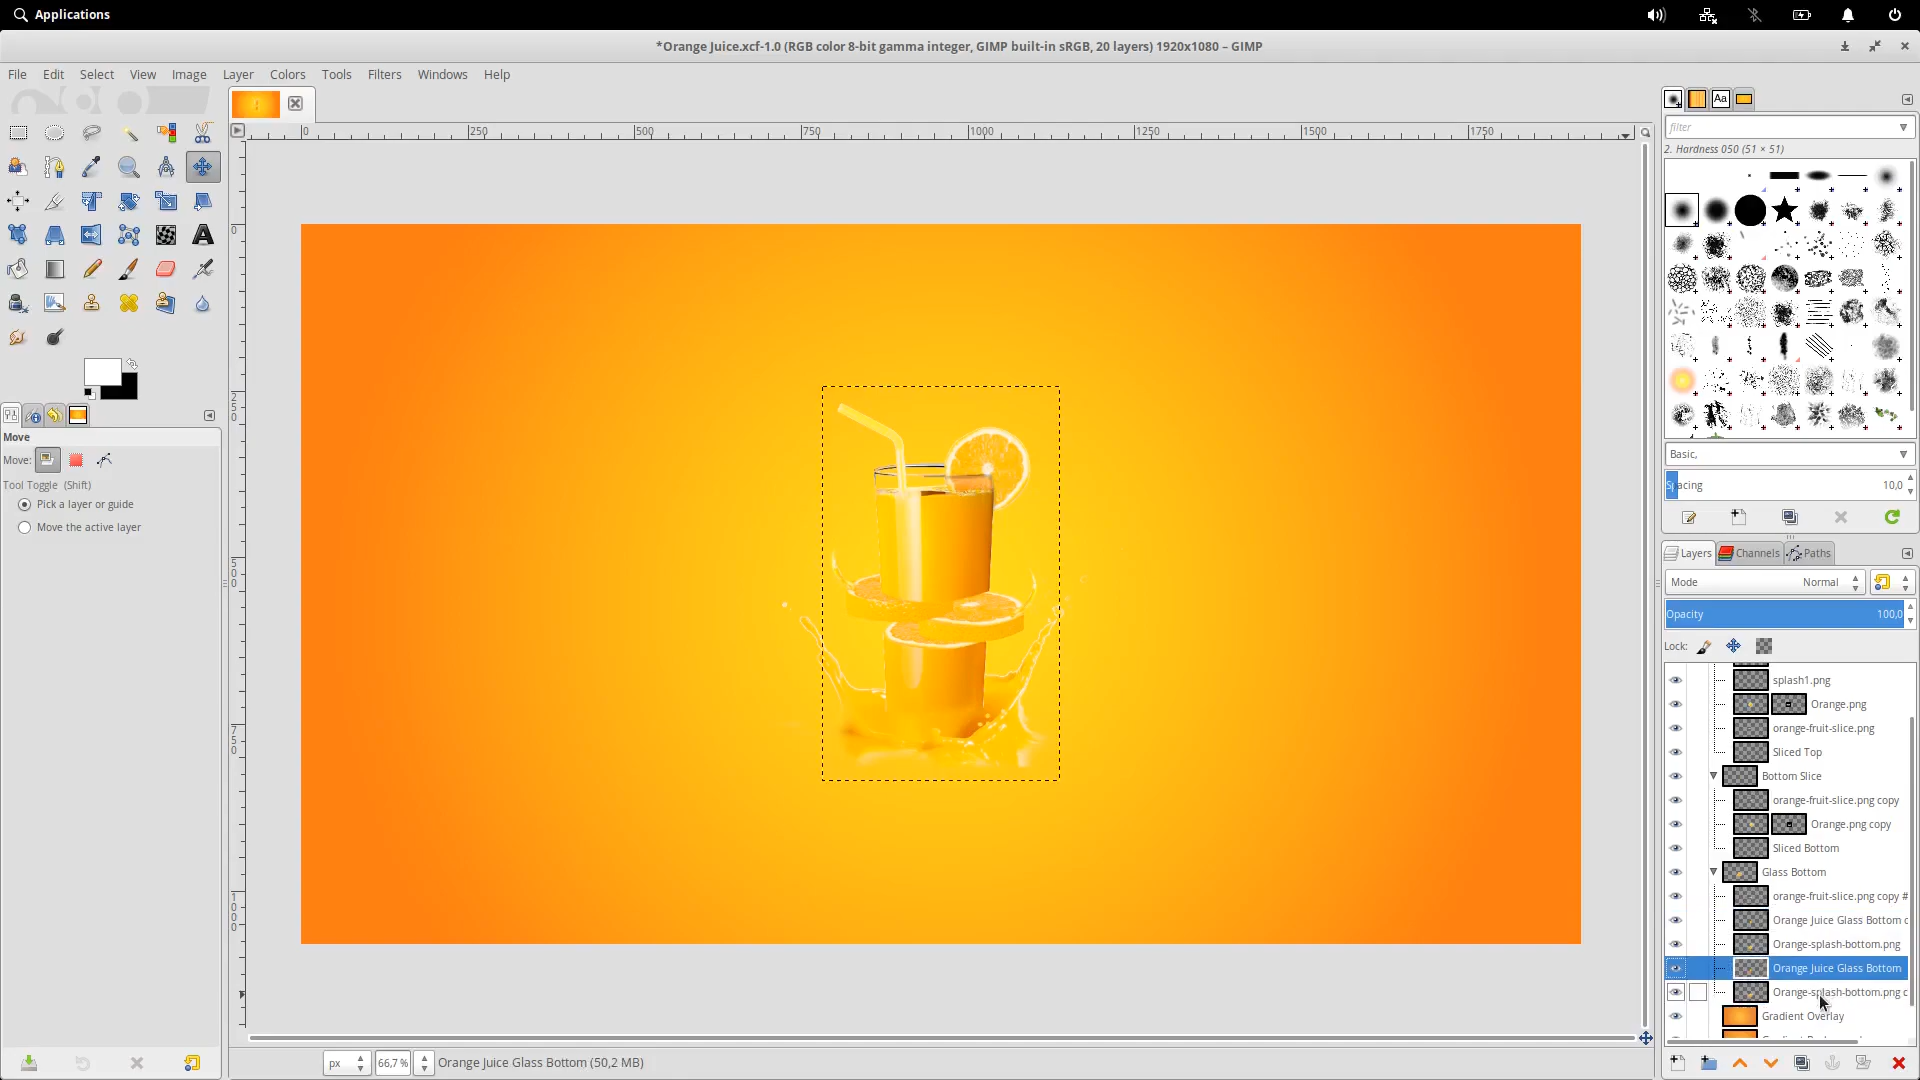 Applications
*Orange Juice.xcf-1.0 (RGB color 8-bit gamma integer, GIMP built-in sRGB, 20 layers) 1920x1080 – GIMP
File Edit Select View Image Layer Colors Tools Filters Windows Help
0 250 500 750 1000 1250 1500 1750
Aa
filter
2. Hardness 050 (51 × 51)
0
250
500
750
1000
Move
Move:
Tool Toggle (Shift)
Pick a layer or guide
Move the active layer
Basic,
Spacing 10,0
Layers Channels Paths
Mode Normal
Opacity 100,0
Lock:
splash1.png
Orange.png
orange-fruit-slice.png
Sliced Top
Bottom Slice
orange-fruit-slice.png copy
Orange.png copy
Sliced Bottom
Glass Bottom
orange-fruit-slice.png copy #
Orange Juice Glass Bottom c
Orange-splash-bottom.png
Orange Juice Glass Bottom
Orange-splash-bottom.png c
Gradient Overlay
px 66,7 % Orange Juice Glass Bottom (50,2 MB)